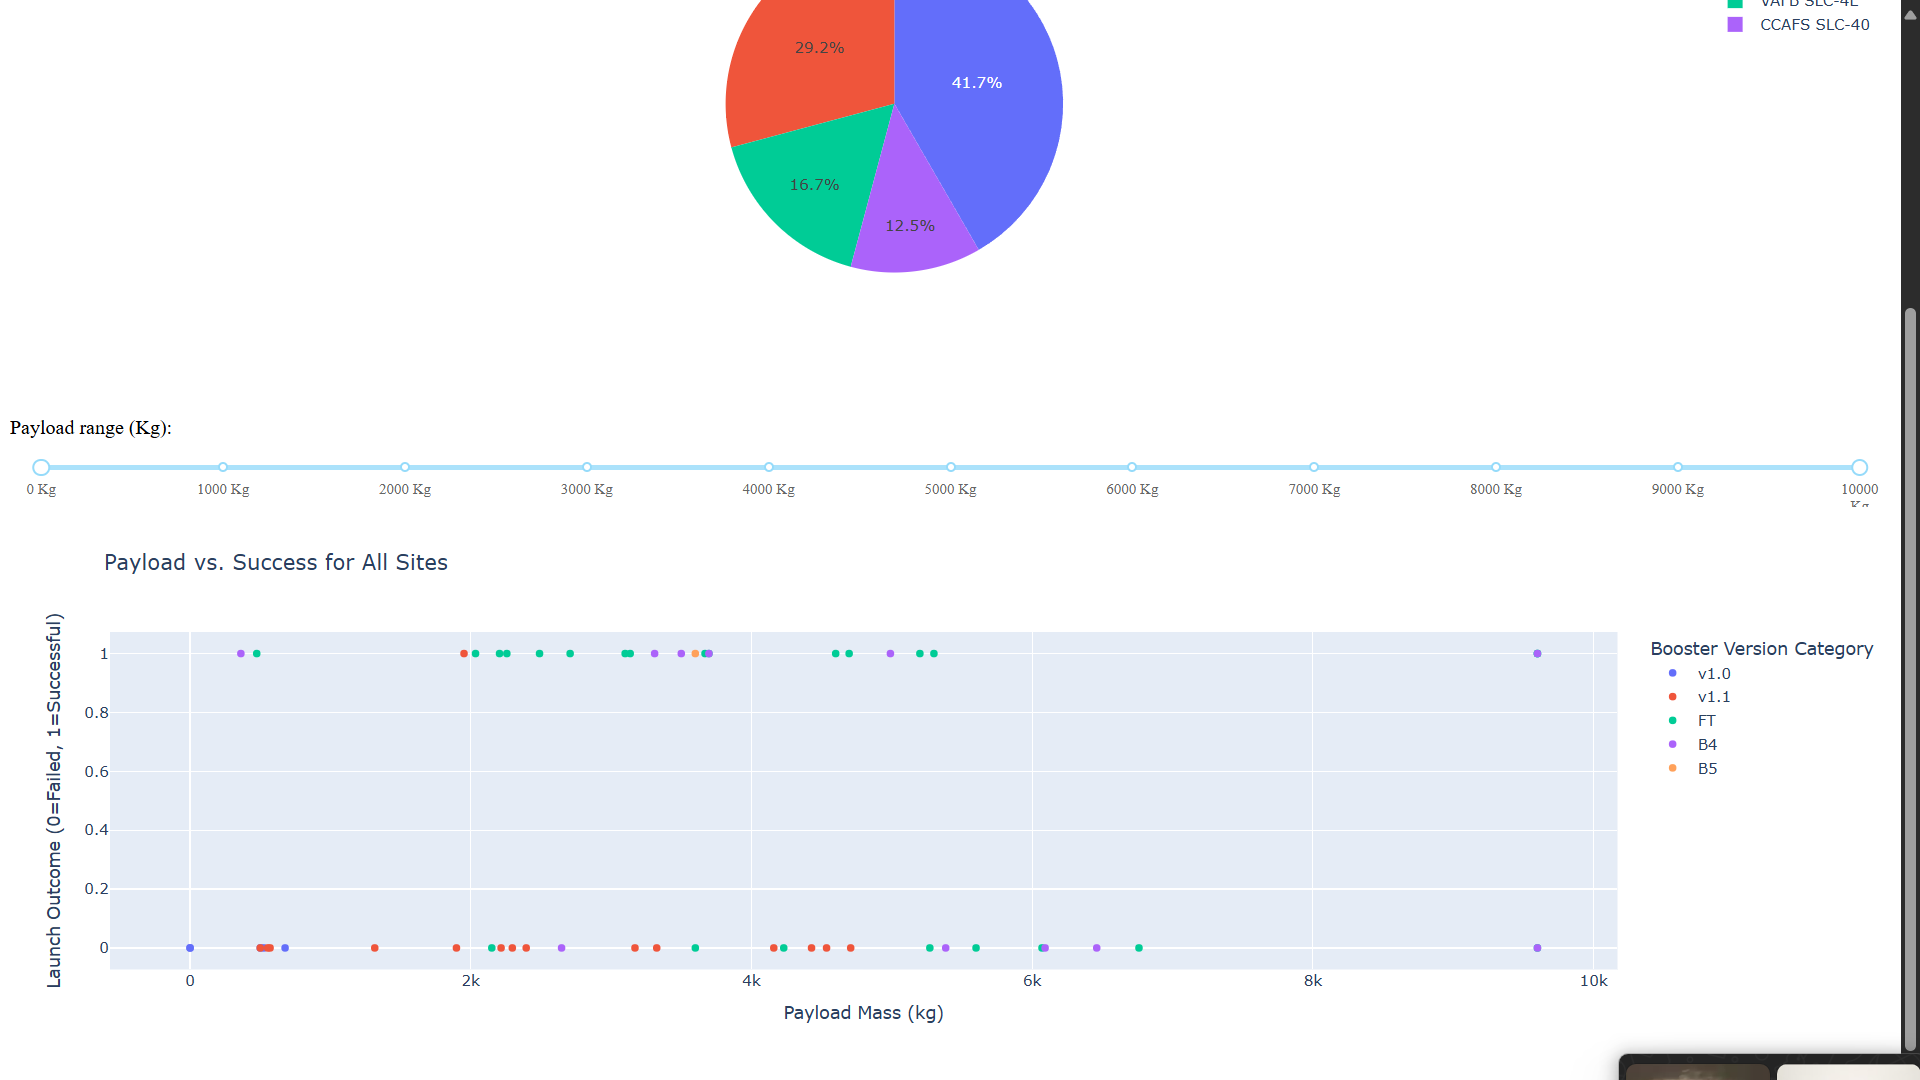 CCAFS SLC-40
29.2%
41.7%
16.7%
12.5%
Payload range (Kg):
0 Kg
1000 Kg
2000 Kg
3000 Kg
4000 Kg
5000 Kg
6000 Kg
7000 Kg
8000 Kg
9000 Kg
10000
Kg
Payload vs. Success for All Sites
Launch Outcome (0=Failed, 1=Successful)
1
0.8
0.6
0.4
0.2
0
0
2k
4k
6k
8k
10k
Payload Mass (kg)
Booster Version Category
v1.0
v1.1
FT
B4
B5